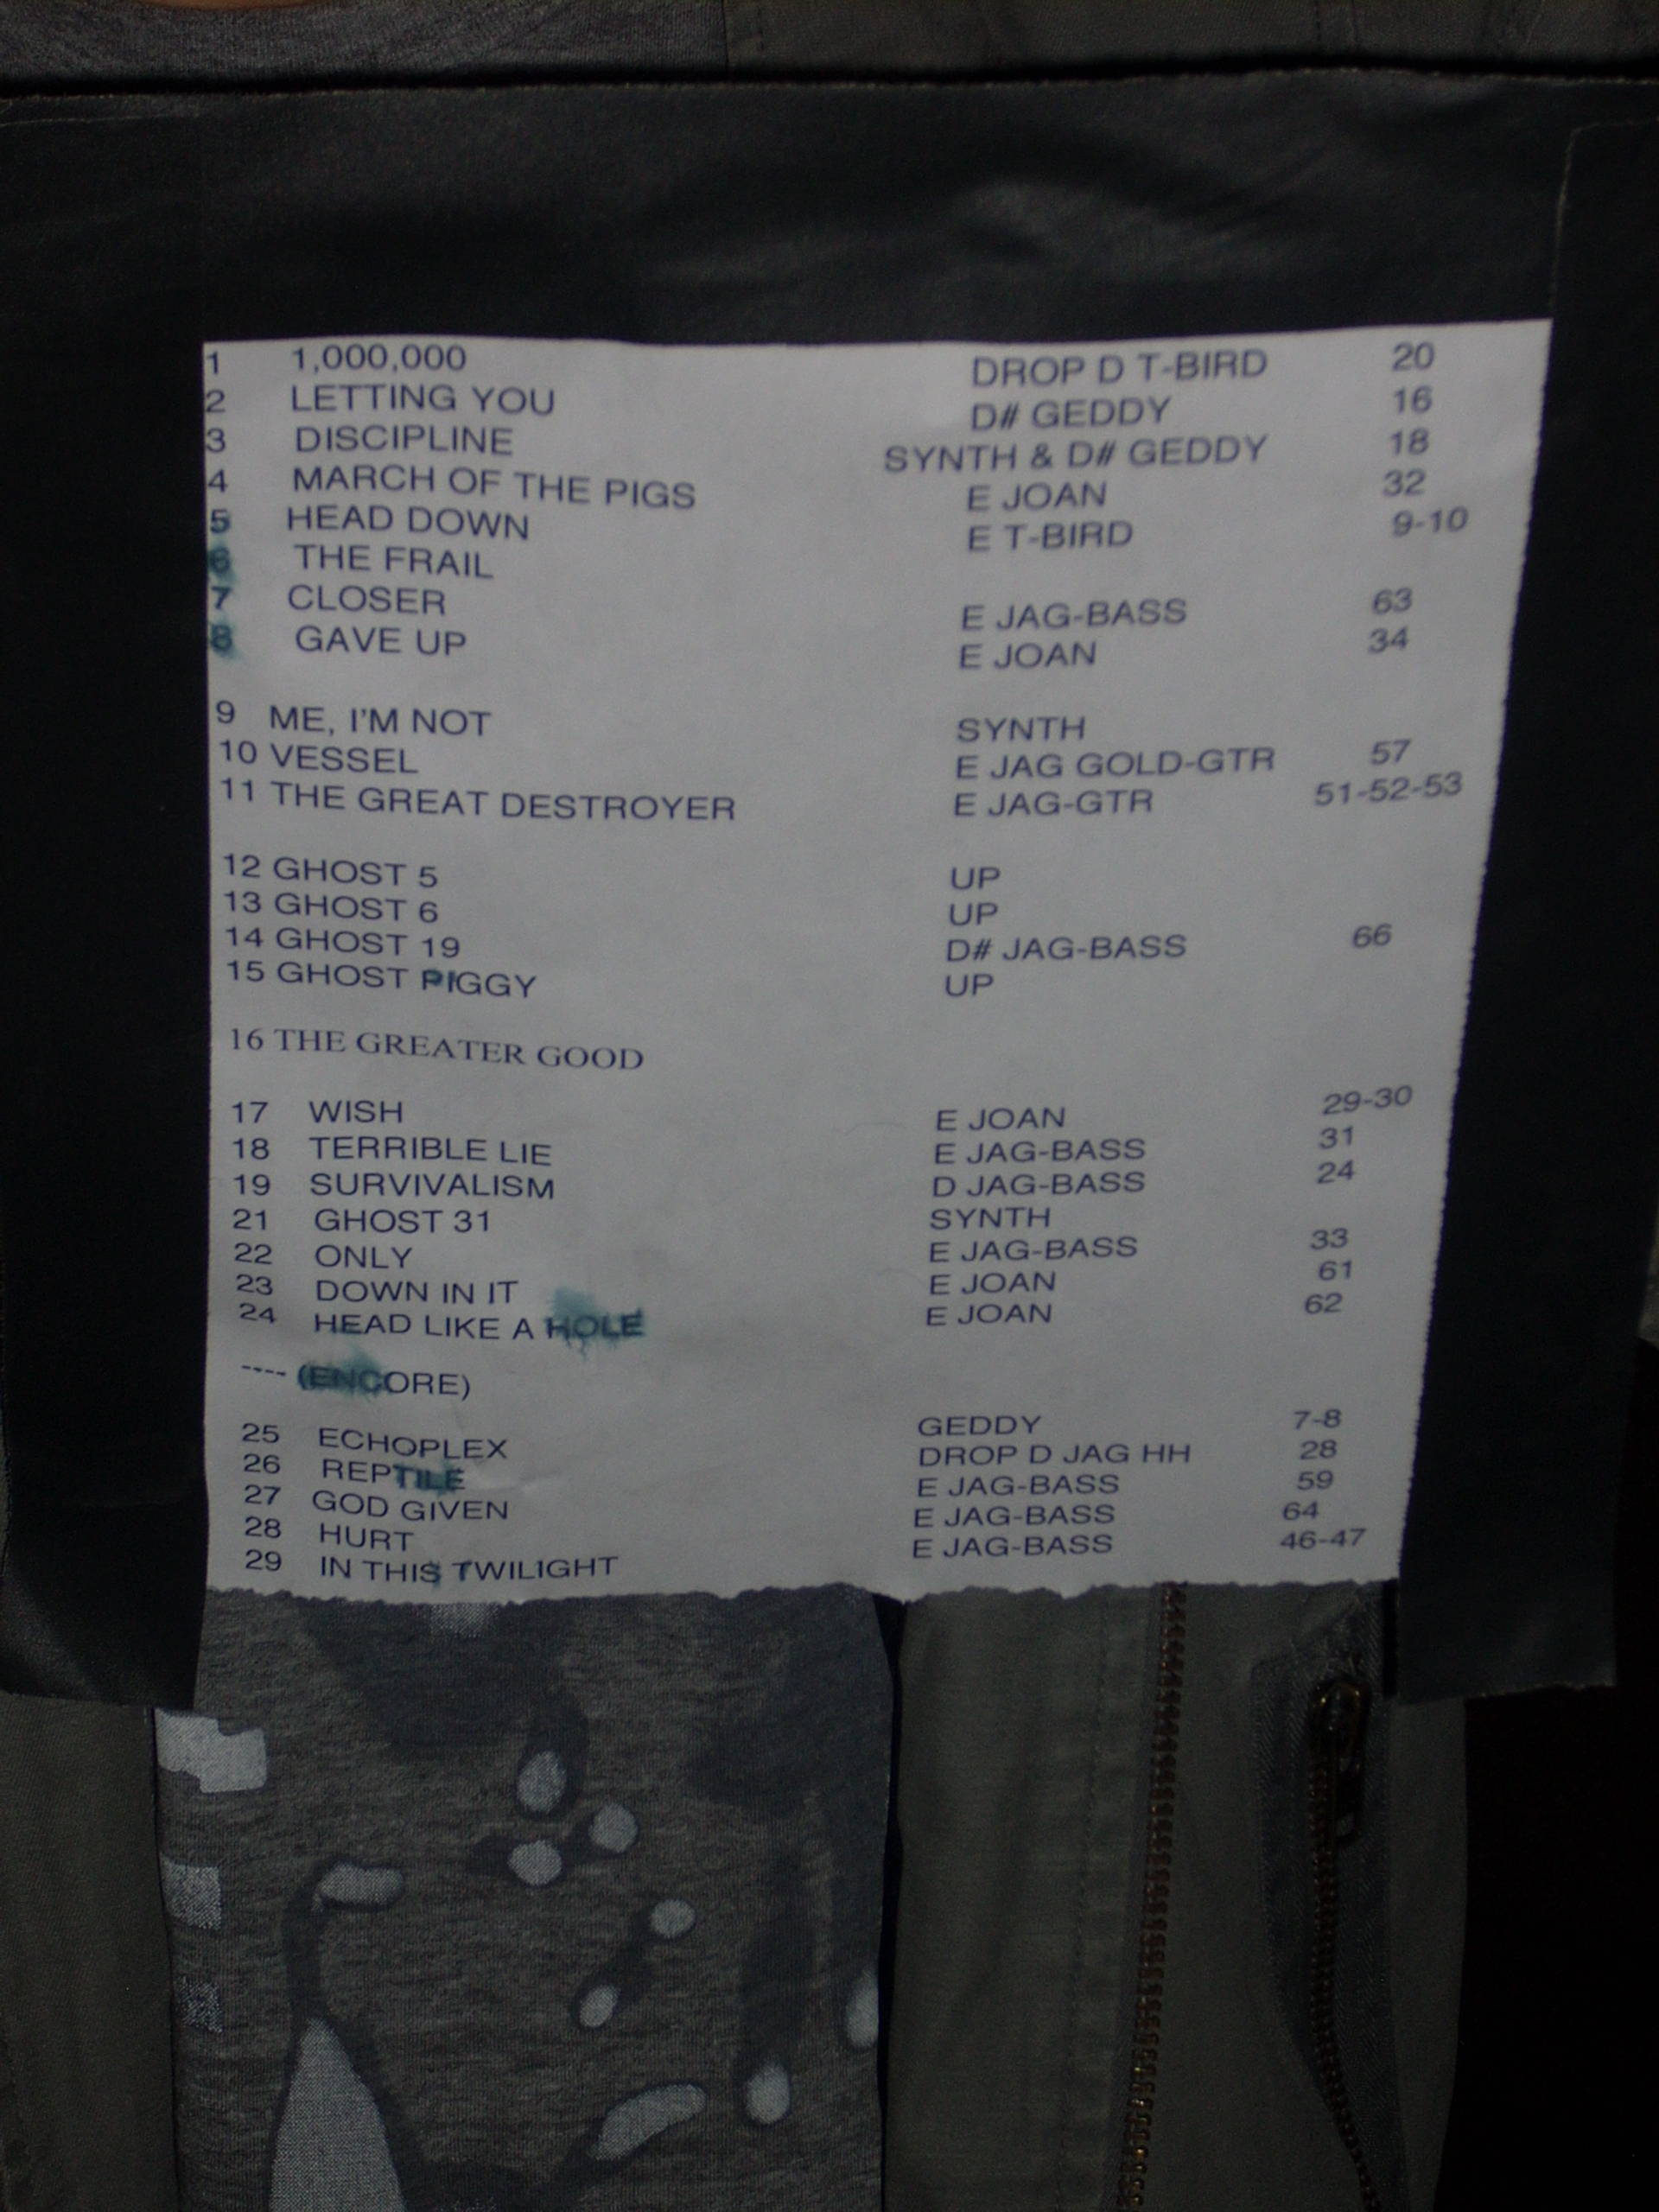 1 1,000,000 DROP D T-BIRD 20
2 LETTING YOU D# GEDDY 16
3 DISCIPLINE SYNTH & D# GEDDY 18
4 MARCH OF THE PIGS E JOAN 32
5 HEAD DOWN E T-BIRD 9-10
6 THE FRAIL
7 CLOSER E JAG-BASS 63
8 GAVE UP E JOAN 34
9 ME, I'M NOT SYNTH
10 VESSEL E JAG GOLD-GTR 57
11 THE GREAT DESTROYER E JAG-GTR 51-52-53
12 GHOST 5 UP
13 GHOST 6 UP
14 GHOST 19 D# JAG-BASS 66
15 GHOST PIGGY UP
16 THE GREATER GOOD
17 WISH E JOAN 29-30
18 TERRIBLE LIE E JAG-BASS 31
19 SURVIVALISM D JAG-BASS 24
21 GHOST 31 SYNTH
22 ONLY E JAG-BASS 33
23 DOWN IN IT E JOAN 61
24 HEAD LIKE A HOLE E JOAN 62
---- (ENCORE)
25 ECHOPLEX GEDDY 7-8
26 REPTILE DROP D JAG HH 28
27 GOD GIVEN E JAG-BASS 59
28 HURT E JAG-BASS 64
29 IN THIS TWILIGHT E JAG-BASS 46-47